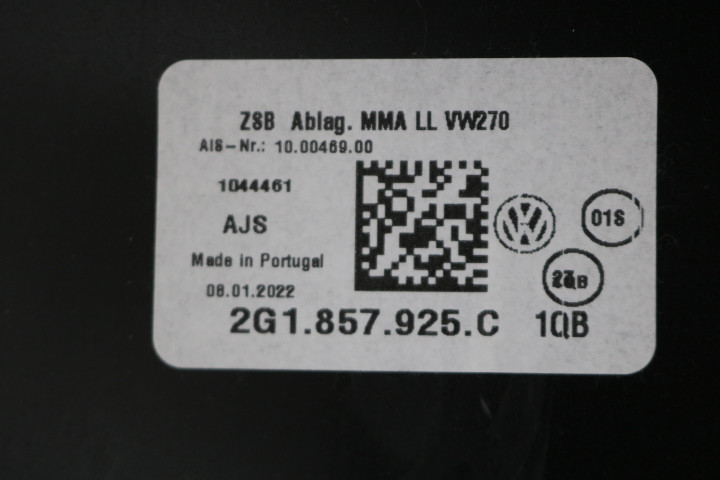 ZSB Ablag. MMA LL VW270
AIS-Nr.: 10.00469.00
1044461
AJS
01S
Made in Portugal
08.01.2022
2G1.857.925.C 1QB